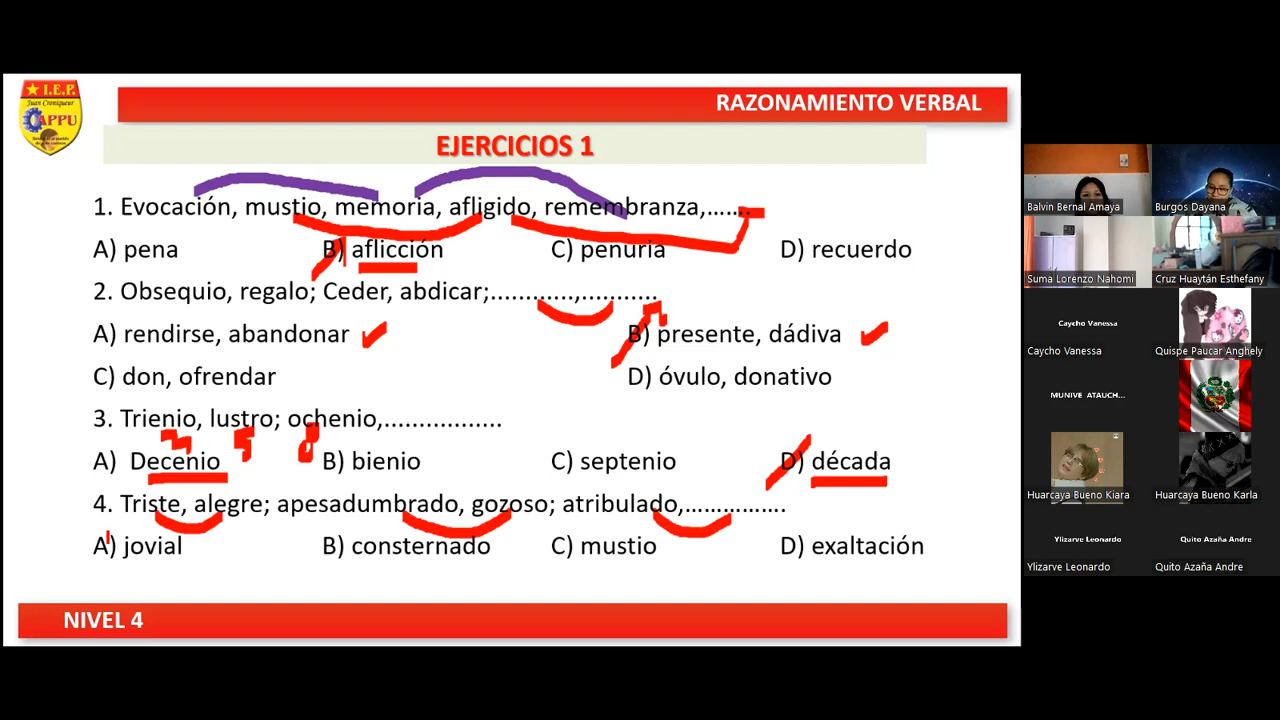 I.E.P.
Juan Croniqueur
APPU
RAZONAMIENTO VERBAL
EJERCICIOS 1
1. Evocación, mustio, memoria, afligido, remembranza,.......
A) pena B) aflicción C) penuria D) recuerdo
2. Obsequio, regalo; Ceder, abdicar;.............,...........
A) rendirse, abandonar B) presente, dádiva
C) don, ofrendar D) óvulo, donativo
3. Trienio, lustro; ochenio,..................
3 5 8
A) Decenio B) bienio C) septenio D) década
4. Triste, alegre; apesadumbrado, gozoso; atribulado,................
A) jovial B) consternado C) mustio D) exaltación
NIVEL 4
Balvin Bernal Amaya Burgos Dayana
Suma Lorenzo Nahomi Cruz Huaytán Esthefany
Caycho Vanessa
Caycho Vanessa Quispe Paucar Anghely
MUNIVE ATAUCH...
Huarcaya Bueno Kiara Huarcaya Bueno Karla
Ylizarve Leonardo Quito Azaña Andre
Ylizarve Leonardo Quito Azaña Andre